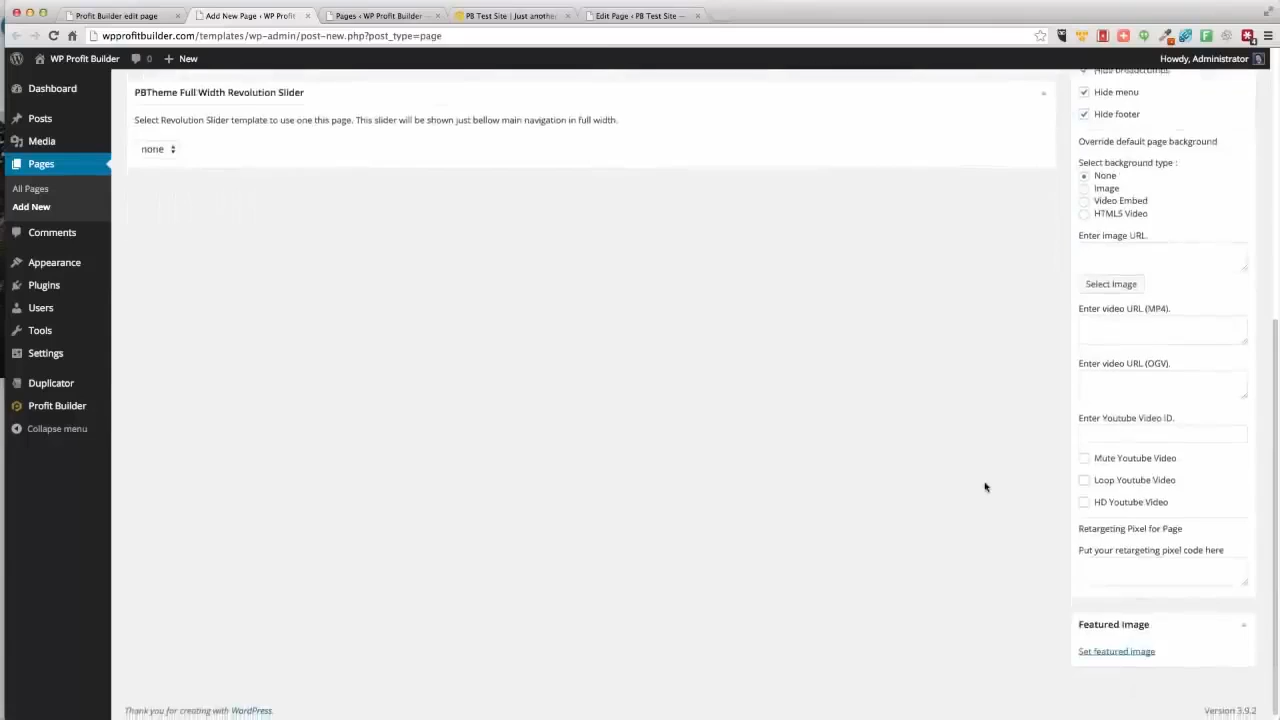 Profit Builder edit page
Add New Page ‹ WP Profit
Pages ‹ WP Profit Builder —
PB Test Site | Just anothe
Edit Page ‹ PB Test Site —
wpprofitbuilder.com/templates/wp-admin/post-new.php?post_type=page
WP Profit Builder
0
+ New
Howdy, Administrator
Dashboard
Posts
Media
Pages
All Pages
Add New
Comments
Appearance
Plugins
Users
Tools
Settings
Duplicator
Profit Builder
Collapse menu
PBTheme Full Width Revolution Slider
Select Revolution Slider template to use one this page. This slider will be shown just bellow main navigation in full width.
none
Hide breadcrumbs
Hide menu
Hide footer
Override default page background
Select background type :
None
Image
Video Embed
HTML5 Video
Enter image URL.
Select Image
Enter video URL (MP4).
Enter video URL (OGV).
Enter Youtube Video ID.
Mute Youtube Video
Loop Youtube Video
HD Youtube Video
Retargeting Pixel for Page
Put your retargeting pixel code here
Featured Image
Set featured image
Thank you for creating with WordPress.
Version 3.9.2